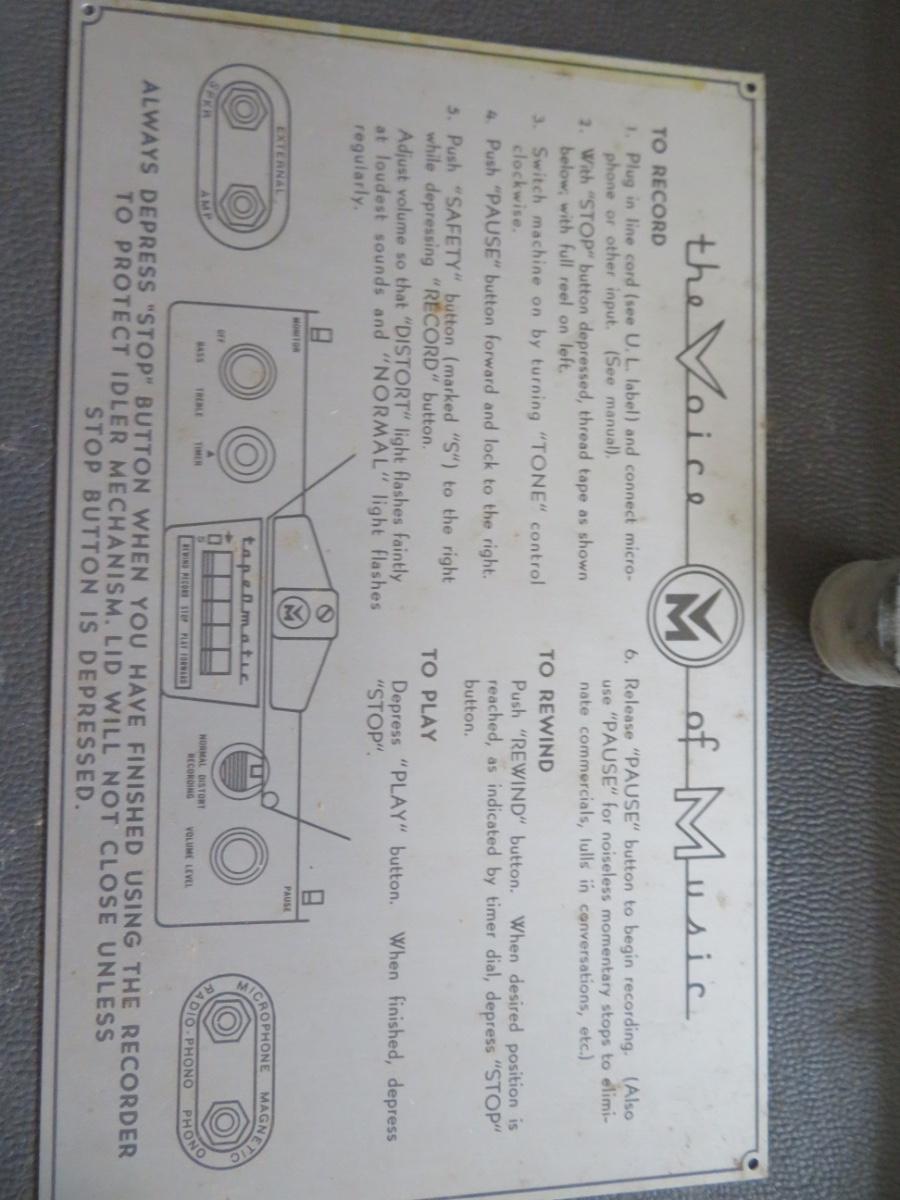 the Voice of Music
TO RECORD
1. Plug in line cord (see U. L. label) and connect micro-
phone or other input. (See manual).
2. With "STOP" button depressed, thread tape as shown
below; with full reel on left.
3. Switch machine on by turning "TONE" control
clockwise.
4. Push "PAUSE" button forward and lock to the right.
5. Push "SAFETY" button (marked "S") to the right
while depressing "RECORD" button.
Adjust volume so that "DISTORT" light flashes faintly
at loudest sounds and "NORMAL" light flashes
regularly.
6. Release "PAUSE" button to begin recording. (Also
use "PAUSE" for noiseless momentary stops to elimi-
nate commercials, lulls in conversations, etc.)
TO REWIND
Push "REWIND" button. When desired position is
reached, as indicated by timer dial, depress "STOP"
button.
TO PLAY
Depress "PLAY" button. When finished, depress
"STOP".
EXTERNAL
SPKR AMP
MONITOR
OFF
BASS TREBLE TIMER
tape-o-matic
S
REWIND RECORD STOP PLAY FORWARD
VM
NORMAL DISTORT
RECORDING
VOLUME LEVEL
PAUSE
MICROPHONE MAGNETIC
RADIO-PHONO PHONO
ALWAYS DEPRESS "STOP" BUTTON WHEN YOU HAVE FINISHED USING THE RECORDER
TO PROTECT IDLER MECHANISM. LID WILL NOT CLOSE UNLESS
STOP BUTTON IS DEPRESSED.